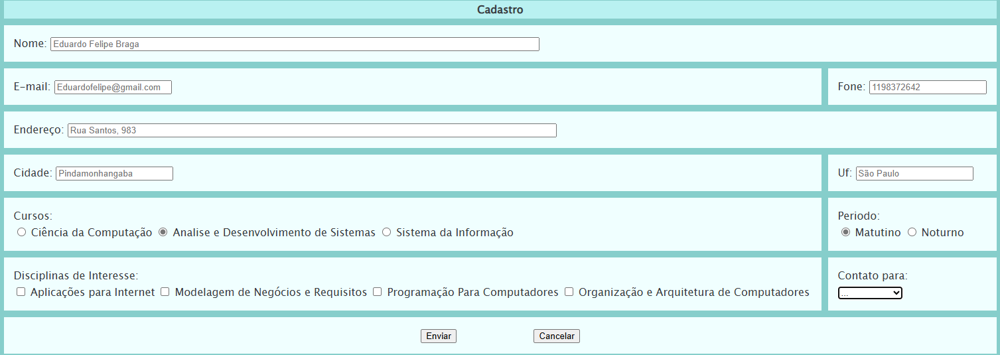 Cadastro
Nome: Eduardo Felipe Braga
E-mail: Eduardofelipe@gmail.com Fone: 1198372642
Endereço: Rua Santos, 983
Cidade: Pindamonhangaba Uf: São Paulo
Cursos: Periodo:
Ciência da Computação Analise e Desenvolvimento de Sistemas Sistema da Informação Matutino Noturno
Disciplinas de Interesse: Contato para:
Aplicações para Internet Modelagem de Negócios e Requisitos Programação Para Computadores Organização e Arquitetura de Computadores ...
Enviar Cancelar